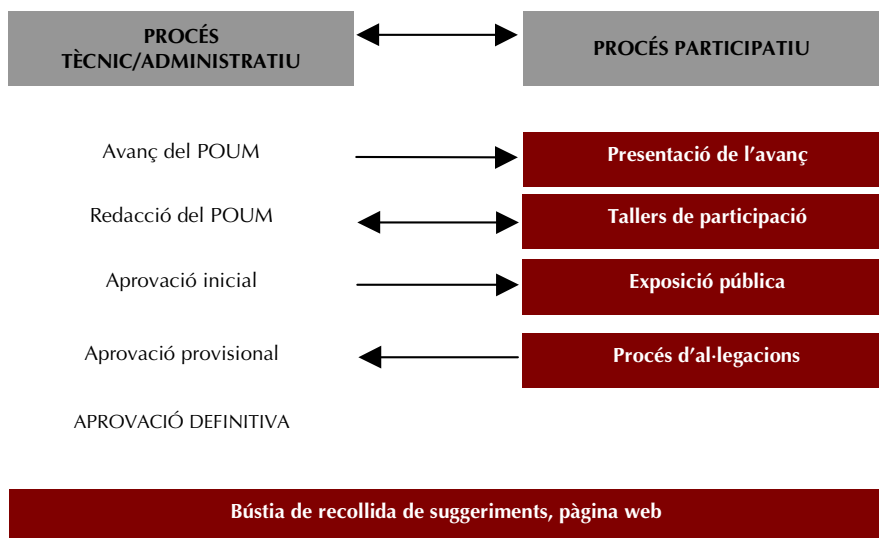 PROCÉS
TÈCNIC/ADMINISTRATIU
PROCÉS PARTICIPATIU
Avanç del POUM
Presentació de l’avanç
Redacció del POUM
Tallers de participació
Aprovació inicial
Exposició pública
Aprovació provisional
Procés d’al·legacions
APROVACIÓ DEFINITIVA
Bústia de recollida de suggeriments, pàgina web